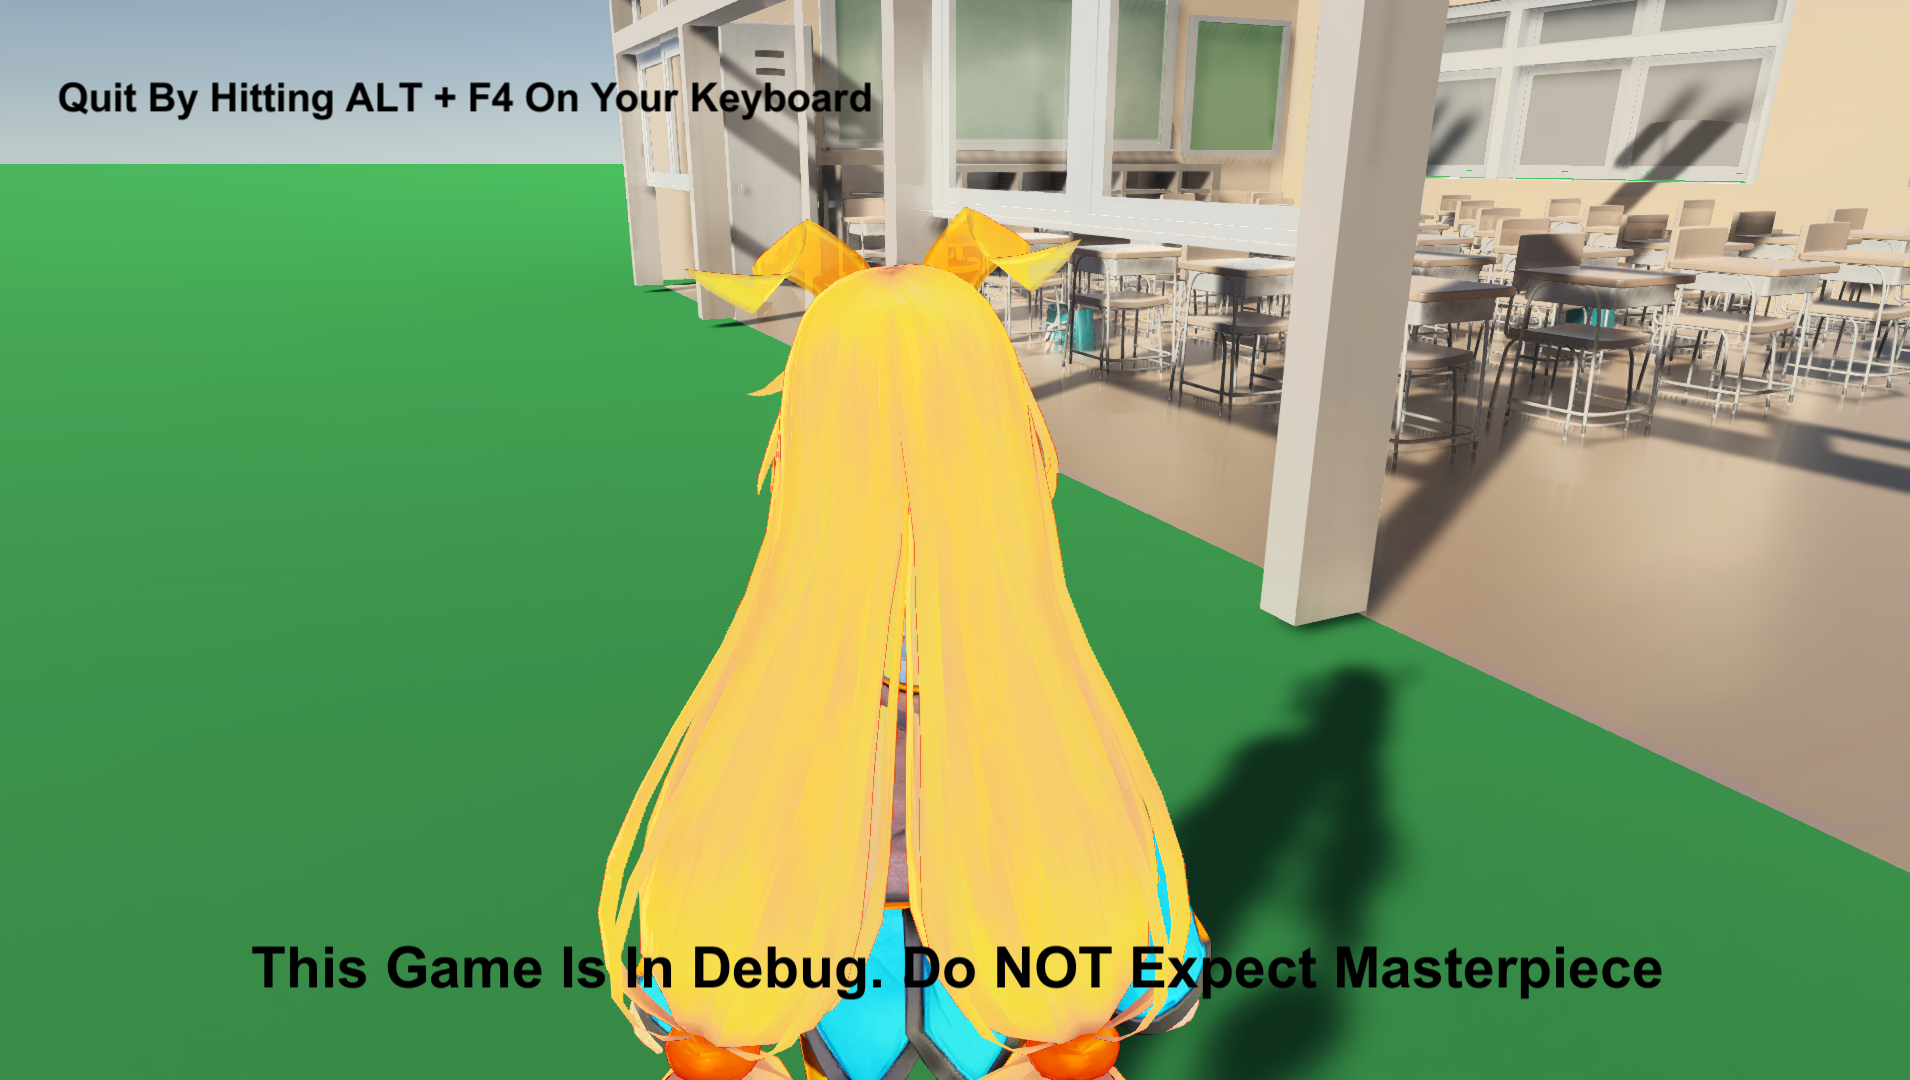 Quit By Hitting ALT + F4 On Your Keyboard
This Game Is In Debug. Do NOT Expect Masterpiece